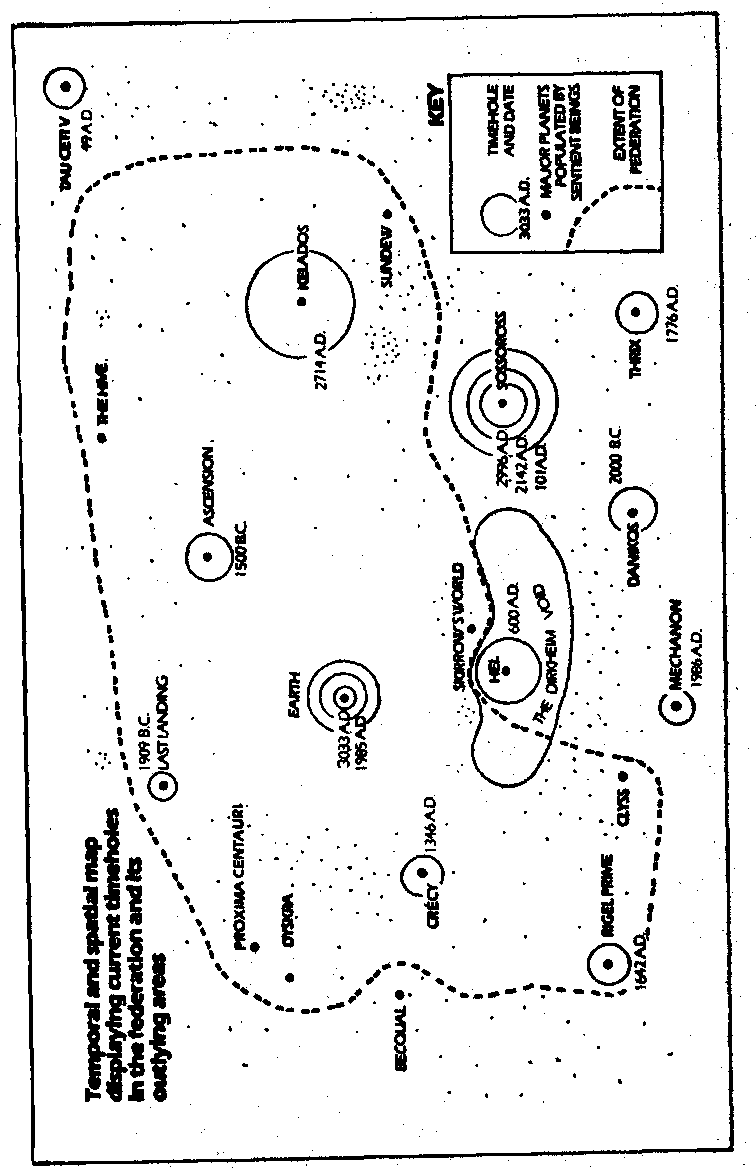 Temporal and spatial map
displaying current timeholes
in the federation and its
outlying areas
KEY
3033 A.D.
TIMEHOLE
AND DATE
MAJOR PLANETS
POPULATED BY
SENTIENT BEINGS
EXTENT OF
FEDERATION
TAU CETI V
49 A.D.
THE HIVE
KELADOS
2714 A.D.
SUNDEW
ASCENSION
1500 B.C.
1909 B.C.
LAST LANDING
EARTH
3033 A.D.
1985 A.D.
PROXIMA CENTAURI
DYSKRA
BECQUAL
CRÉCY
1346 A.D.
SORROW'S WORLD
HEL
600 A.D.
THE DIRKHEIM VOID
SOSSOROSS
2996 A.D.
2142 A.D.
101 A.D.
THRIX
1776 A.D.
2000 B.C.
DAMIKOS
MECHANON
1986 A.D.
CLYSS
RIGEL PRIME
1642 A.D.